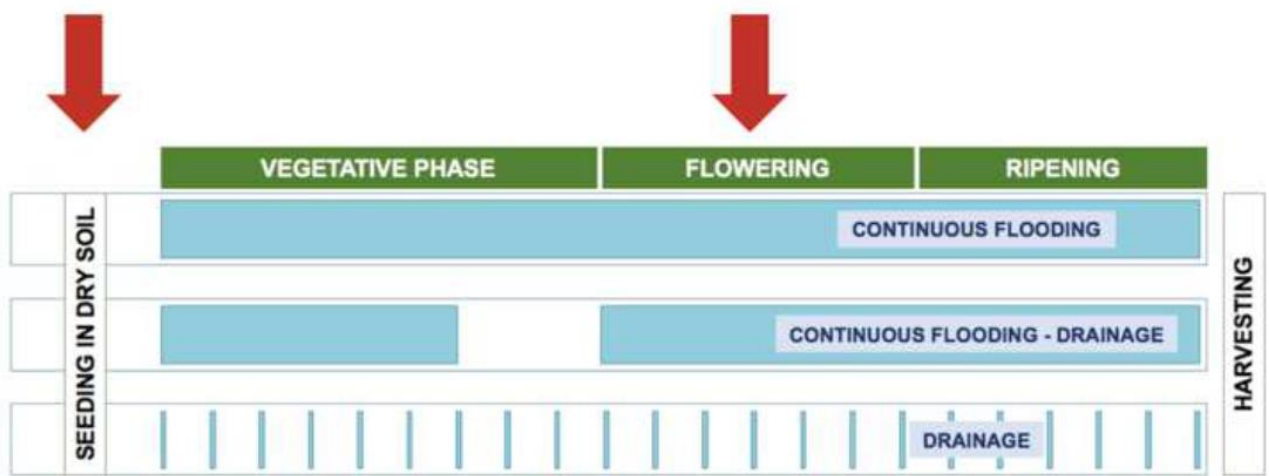 VEGETATIVE PHASE
FLOWERING
RIPENING
SEEDING IN DRY SOIL
CONTINUOUS FLOODING
CONTINUOUS FLOODING - DRAINAGE
DRAINAGE
HARVESTING